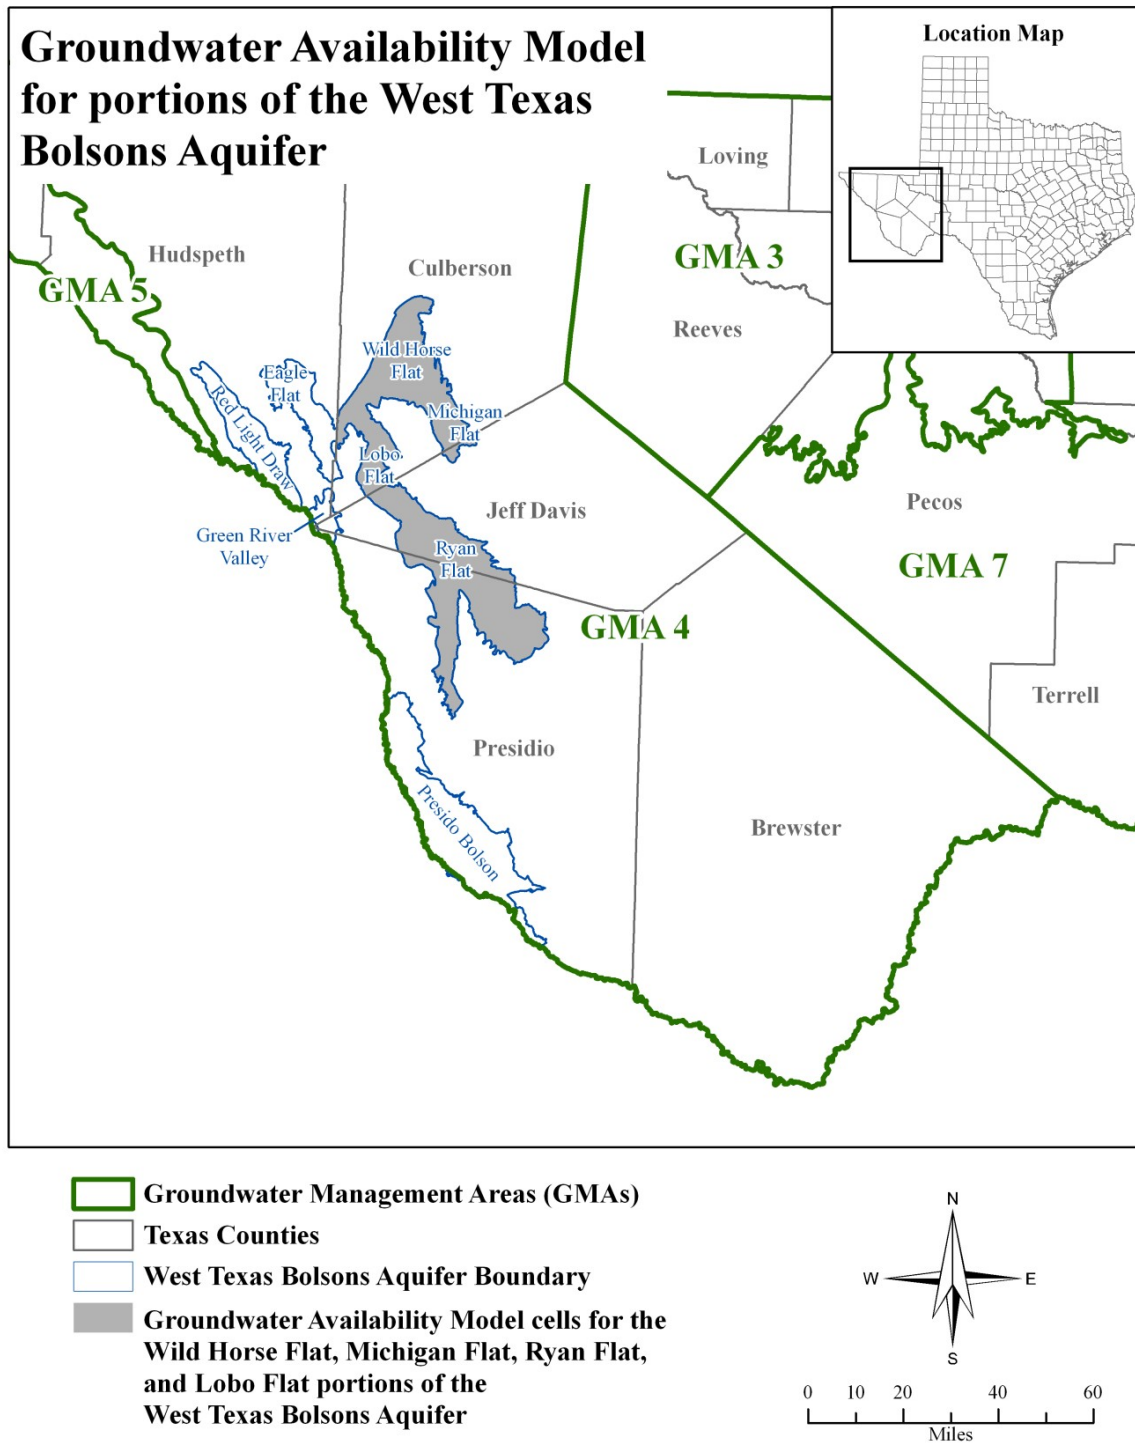 Groundwater Availability Model
for portions of the West Texas
Bolsons Aquifer
Location Map
Loving
Hudspeth
Culberson
GMA 3
GMA 5
Reeves
Wild Horse
Flat
Eagle
Flat
Red Light Draw
Michigan
Flat
Lobo
Flat
Jeff Davis
Pecos
Green River
Valley
Ryan
Flat
GMA 7
GMA 4
Terrell
Presidio
Presido Bolson
Brewster
Groundwater Management Areas (GMAs)
Texas Counties
West Texas Bolsons Aquifer Boundary
Groundwater Availability Model cells for the
Wild Horse Flat, Michigan Flat, Ryan Flat,
and Lobo Flat portions of the
West Texas Bolsons Aquifer
N
W
E
S
0 10 20 40 60
Miles